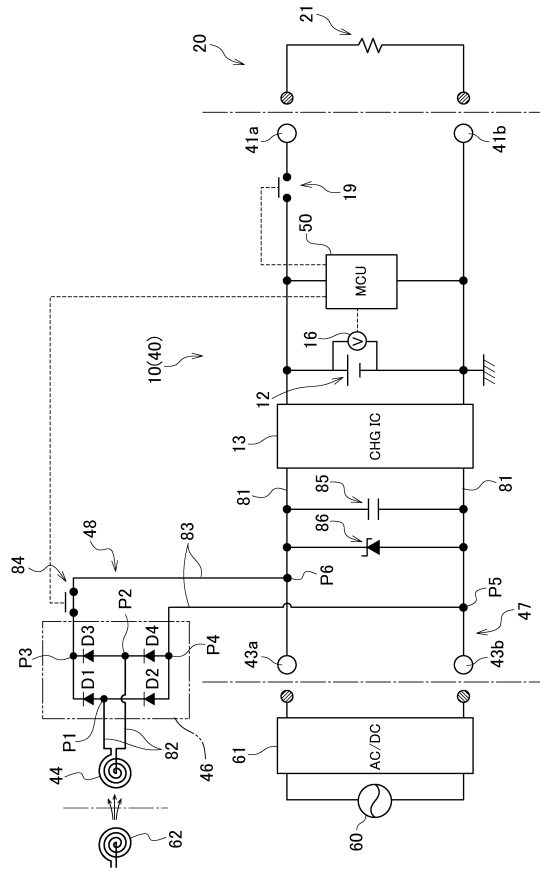 20
21
41a
41b
19
50
MCU
16
V
10(40)
12
13
CHG IC
81
81
85
86
84
48
83
P6
P5
47
P3
D3
P2
D4
P4
D1
D2
P1
82
46
44
62
43a
43b
61
AC/DC
60